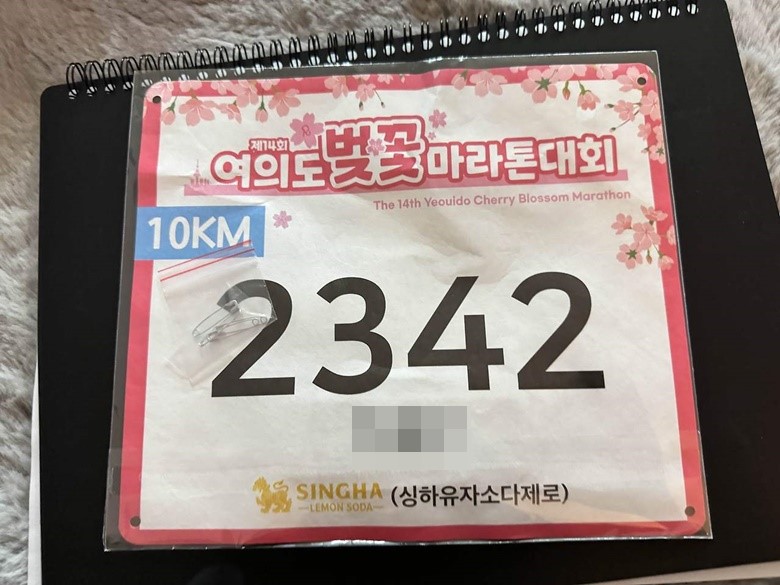 제14회
여의도벚꽃마라톤대회
The 14th Yeouido Cherry Blossom Marathon
10KM
2342
SINGHA (싱하유자소다제로)
LEMON SODA